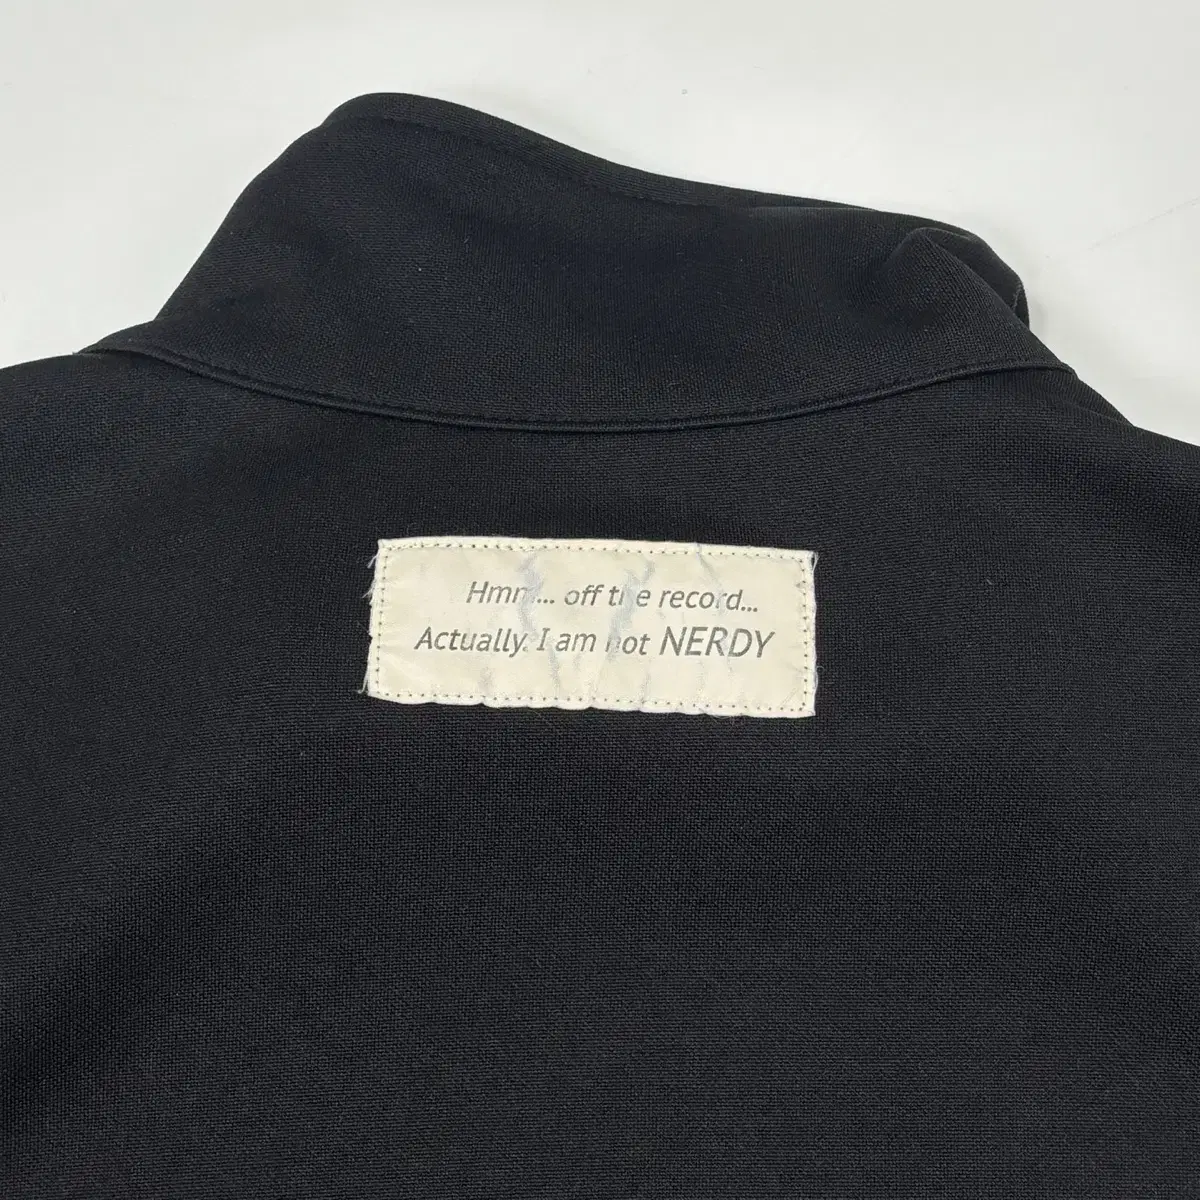 Hmm... off the record...
Actually. I am not NERDY